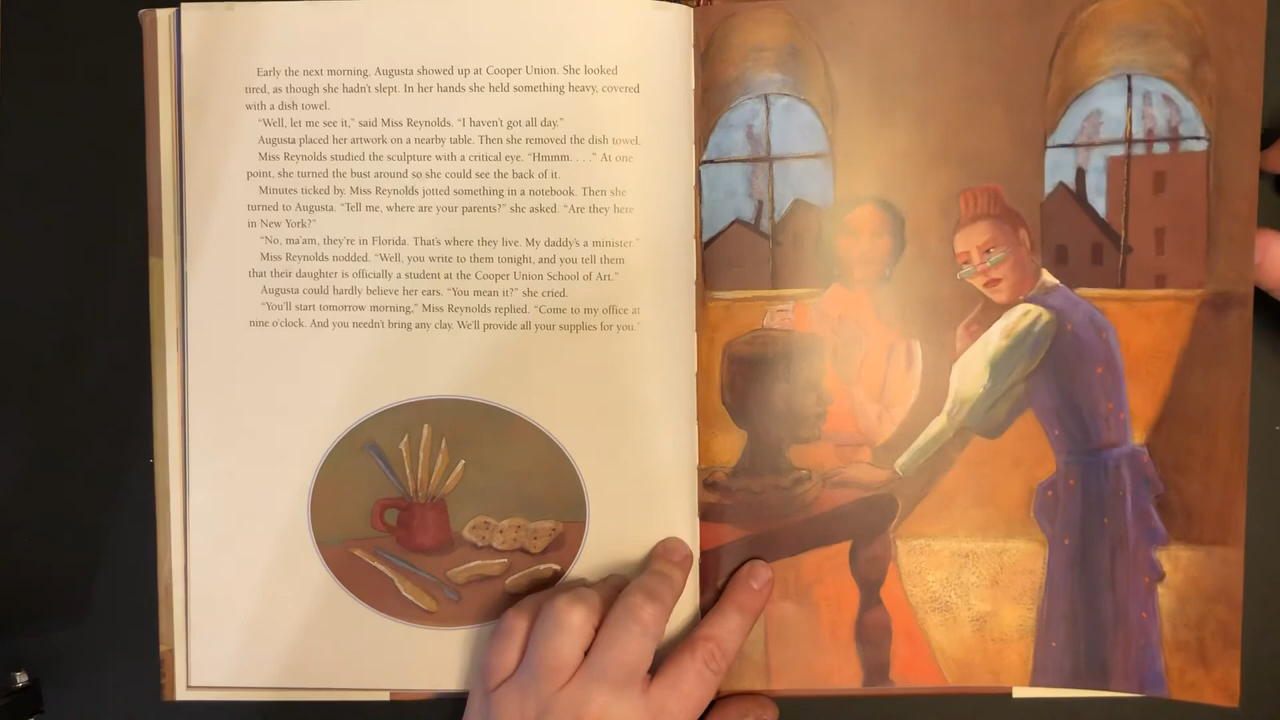 Early the next morning, Augusta showed up at Cooper Union. She looked
tired, as though she hadn't slept. In her hands she held something heavy, covered
with a dish towel.
"Well, let me see it," said Miss Reynolds. "I haven't got all day."
Augusta placed her artwork on a nearby table. Then she removed the dish towel.
Miss Reynolds studied the sculpture with a critical eye. "Hmmm. . . ." At one
point, she turned the bust around so she could see the back of it.
Minutes ticked by. Miss Reynolds jotted something in a notebook. Then she
turned to Augusta. "Tell me, where are your parents?" she asked. "Are they here
in New York?"
"No, ma'am, they're in Florida. That's where they live. My daddy's a minister."
Miss Reynolds nodded. "Well, you write to them tonight, and you tell them
that their daughter is officially a student at the Cooper Union School of Art."
Augusta could hardly believe her ears. "You mean it?" she cried.
"You'll start tomorrow morning," Miss Reynolds replied. "Come to my office at
nine o'clock. And you needn't bring any clay. We'll provide all your supplies for you."